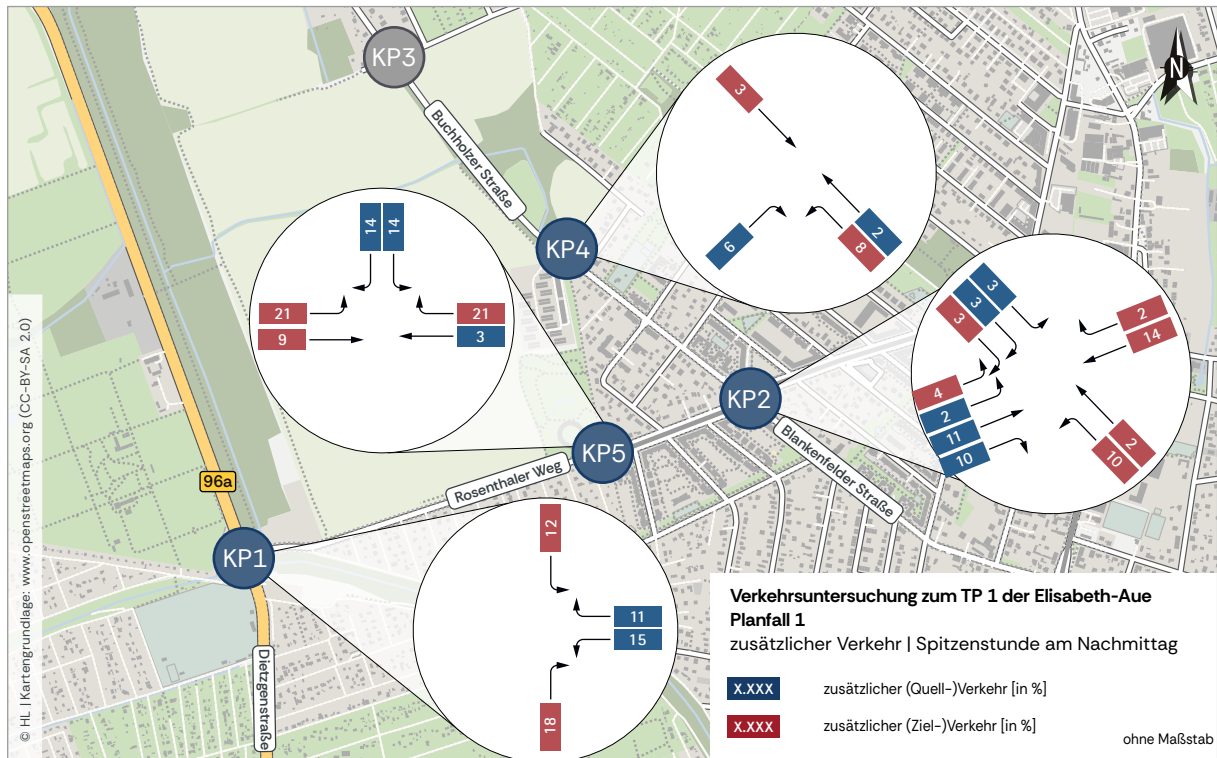 KP3
N
Buchholzer Straße
3
14
14
KP4
6
2
8
21
9
21
3
3
3
3
2
14
4
2
11
10
2
10
KP2
Blankenfelder Straße
KP5
Rosenthaler Weg
96a
KP1
12
11
15
18
Dietzgenstraße
© HL | Kartengrundlage: www.openstreetmaps.org (CC-BY-SA 2.0)
Verkehrsuntersuchung zum TP 1 der Elisabeth-Aue
Planfall 1
zusätzlicher Verkehr | Spitzenstunde am Nachmittag
X.XXX zusätzlicher (Quell-)Verkehr [in %]
X.XXX zusätzlicher (Ziel-)Verkehr [in %]
ohne Maßstab